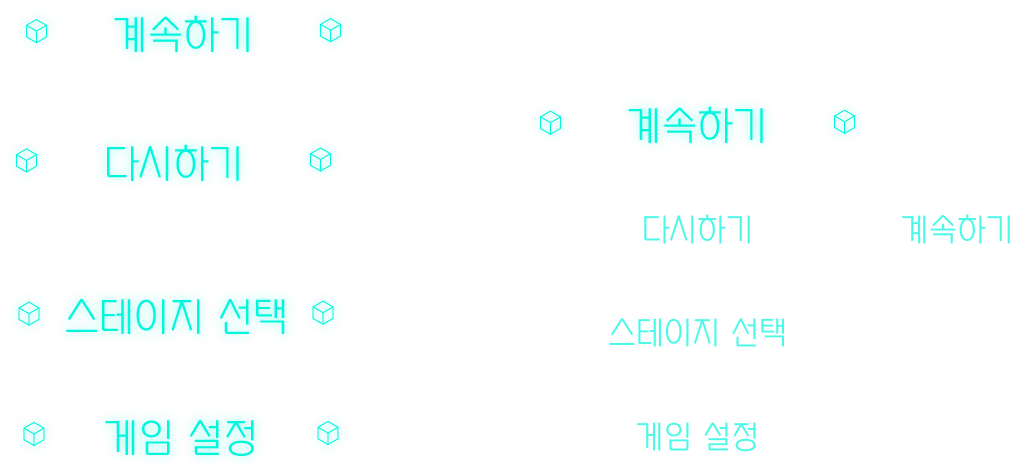 계속하기
계속하기
다시하기
다시하기
계속하기
스테이지 선택
스테이지 선택
게임 설정
게임 설정